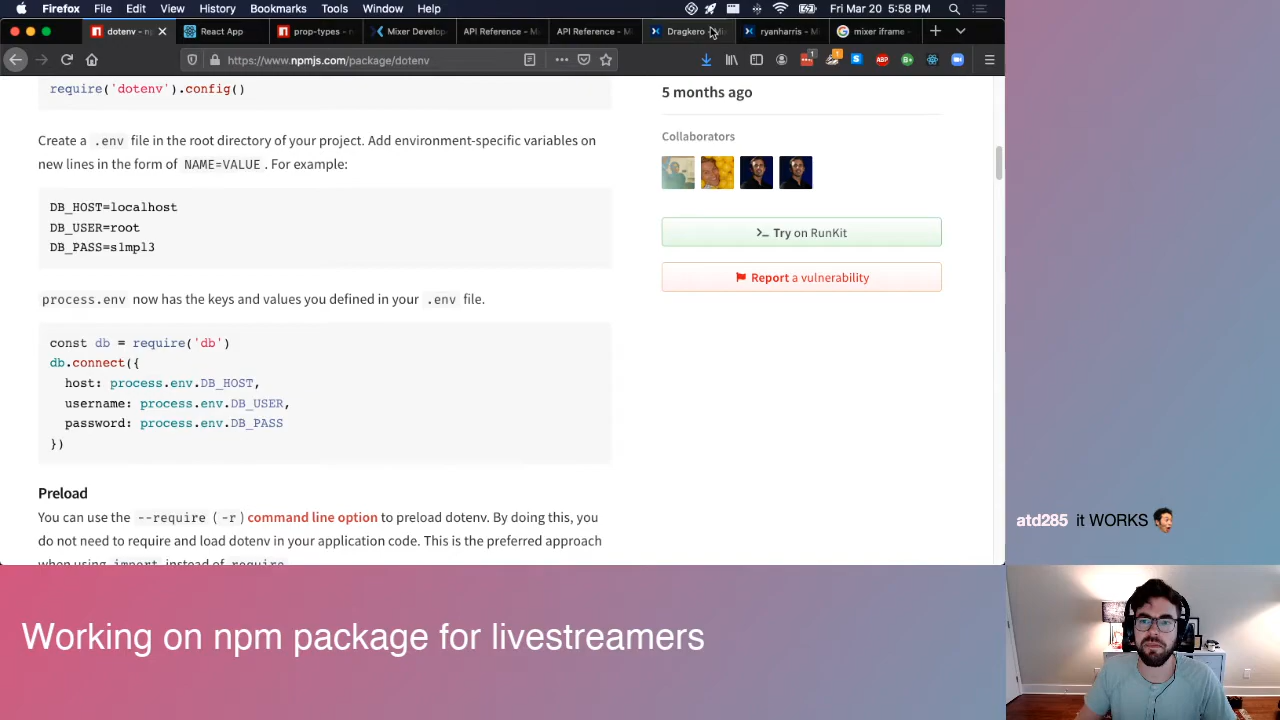 Firefox File Edit View History Bookmarks Tools Window Help Fri Mar 20 5:58 PM
dotenv - n React App prop-types - n Mixer Develop API Reference - M API Reference - M Dragkero yanharris - Mi mixer iframe -
https://www.npmjs.com/package/dotenv
require('dotenv').config()
Create a .env file in the root directory of your project. Add environment-specific variables on
new lines in the form of NAME=VALUE . For example:
DB_HOST=localhost
DB_USER=root
DB_PASS=s1mpl3
process.env now has the keys and values you defined in your .env file.
const db = require('db')
db.connect({
host: process.env.DB_HOST,
username: process.env.DB_USER,
password: process.env.DB_PASS
})
Preload
You can use the --require (-r) command line option to preload dotenv. By doing this, you
do not need to require and load dotenv in your application code. This is the preferred approach
when using import instead of require.
5 months ago
Collaborators
Try on RunKit
Report a vulnerability
atd285 it WORKS
Working on npm package for livestreamers